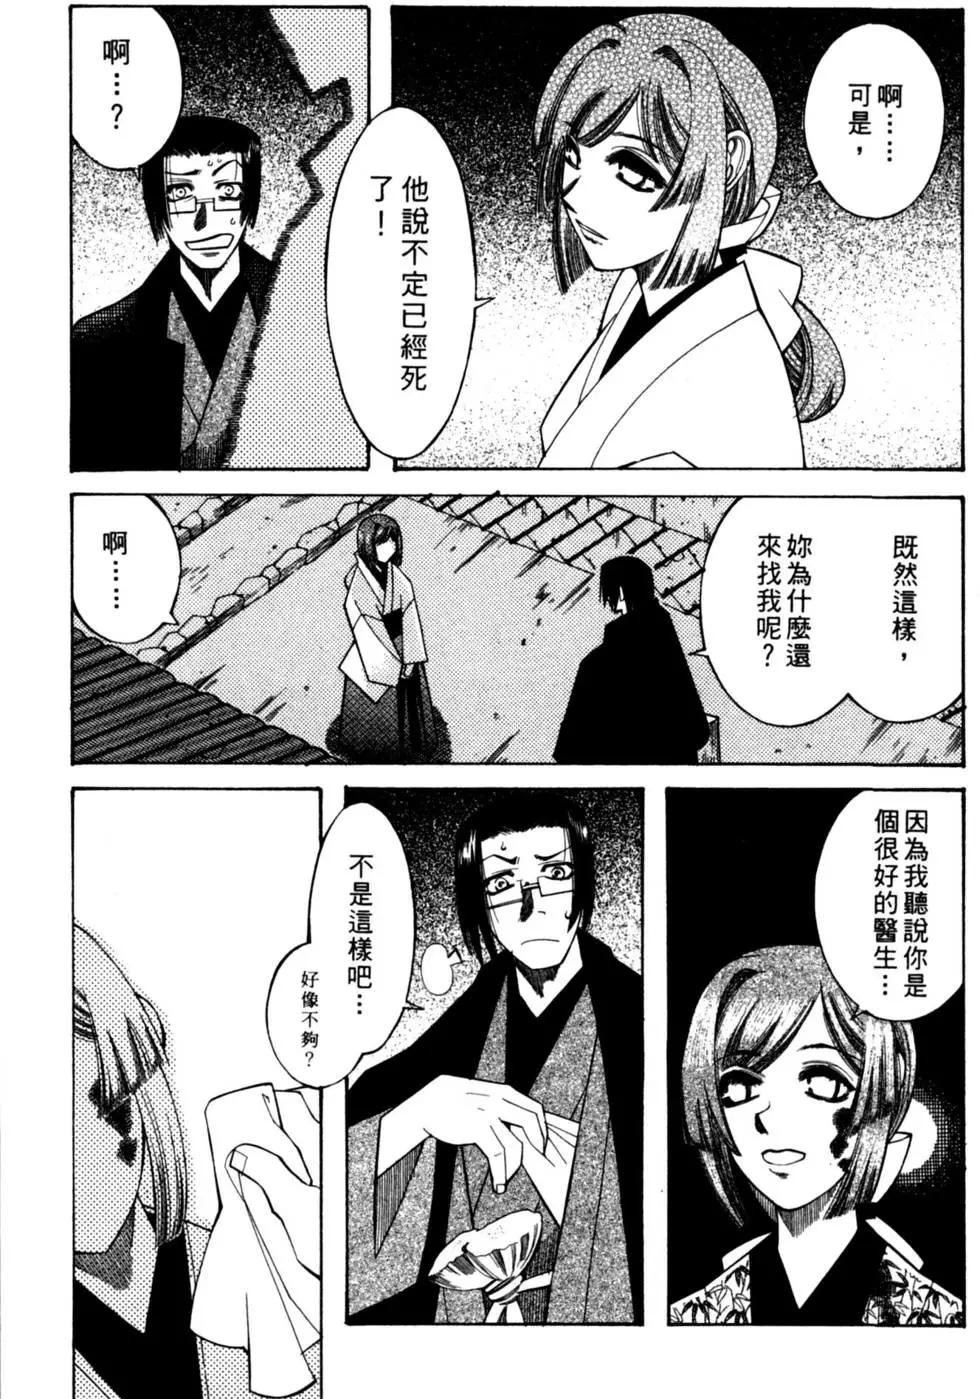 啊……
可是，
他說不定已經死
了！
啊…？
既然這樣，
妳為什麼還
來找我呢？
啊……
因為我聽說你是
個很好的醫生…
不是這樣吧…
好像不夠？